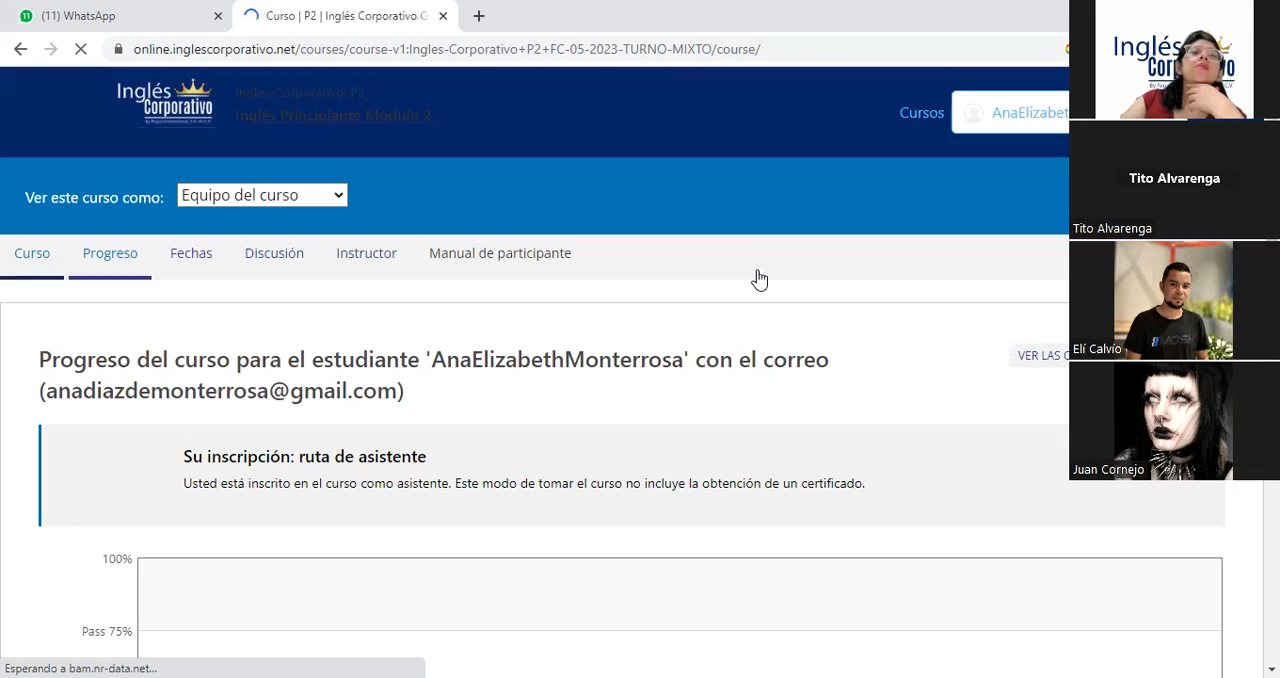 (11) WhatsApp
Curso | P2 | Inglés Corporativo.
online.inglescorporativo.net/courses/course-v1:Ingles-Corporativo+P2+FC-05-2023-TURNO-MIXTO/course/
Inglés
Corporativo
Ingles-Corporativo: P2
Inglés Principiante Módulo 2
Cursos
AnaElizabet
Ver este curso como:
Equipo del curso
Curso
Progreso
Fechas
Discusión
Instructor
Manual de participante
Progreso del curso para el estudiante 'AnaElizabethMonterrosa' con el correo
(anadiazdemonterrosa@gmail.com)
VER LAS
Su inscripción: ruta de asistente
Usted está inscrito en el curso como asistente. Este modo de tomar el curso no incluye la obtención de un certificado.
100%
Pass 75%
Esperando a bam.nr-data.net...
Inglés
Tito Alvarenga
Tito Alvarenga
Elí Calvío
Juan Cornejo